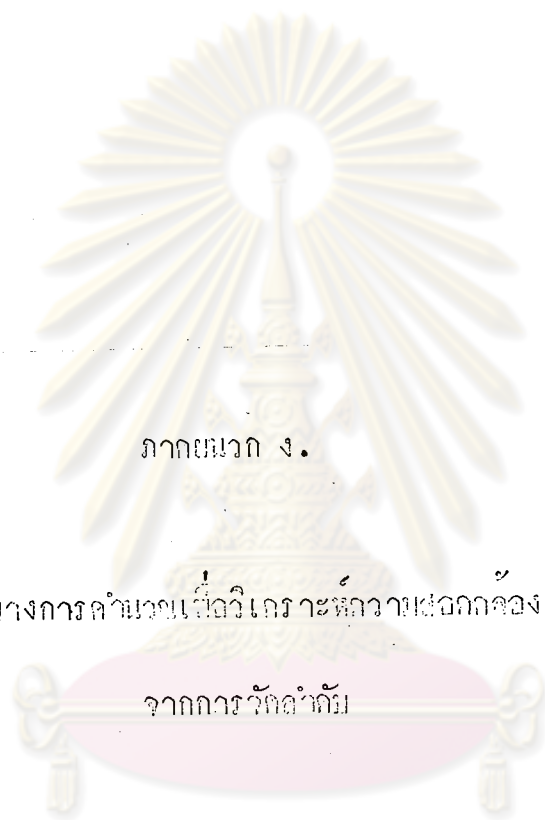 ภาคผนวก ง.
างการคำนวณเพื่อวิเคราะห์ความสอดคล้อง
จากการวัดลำดับ